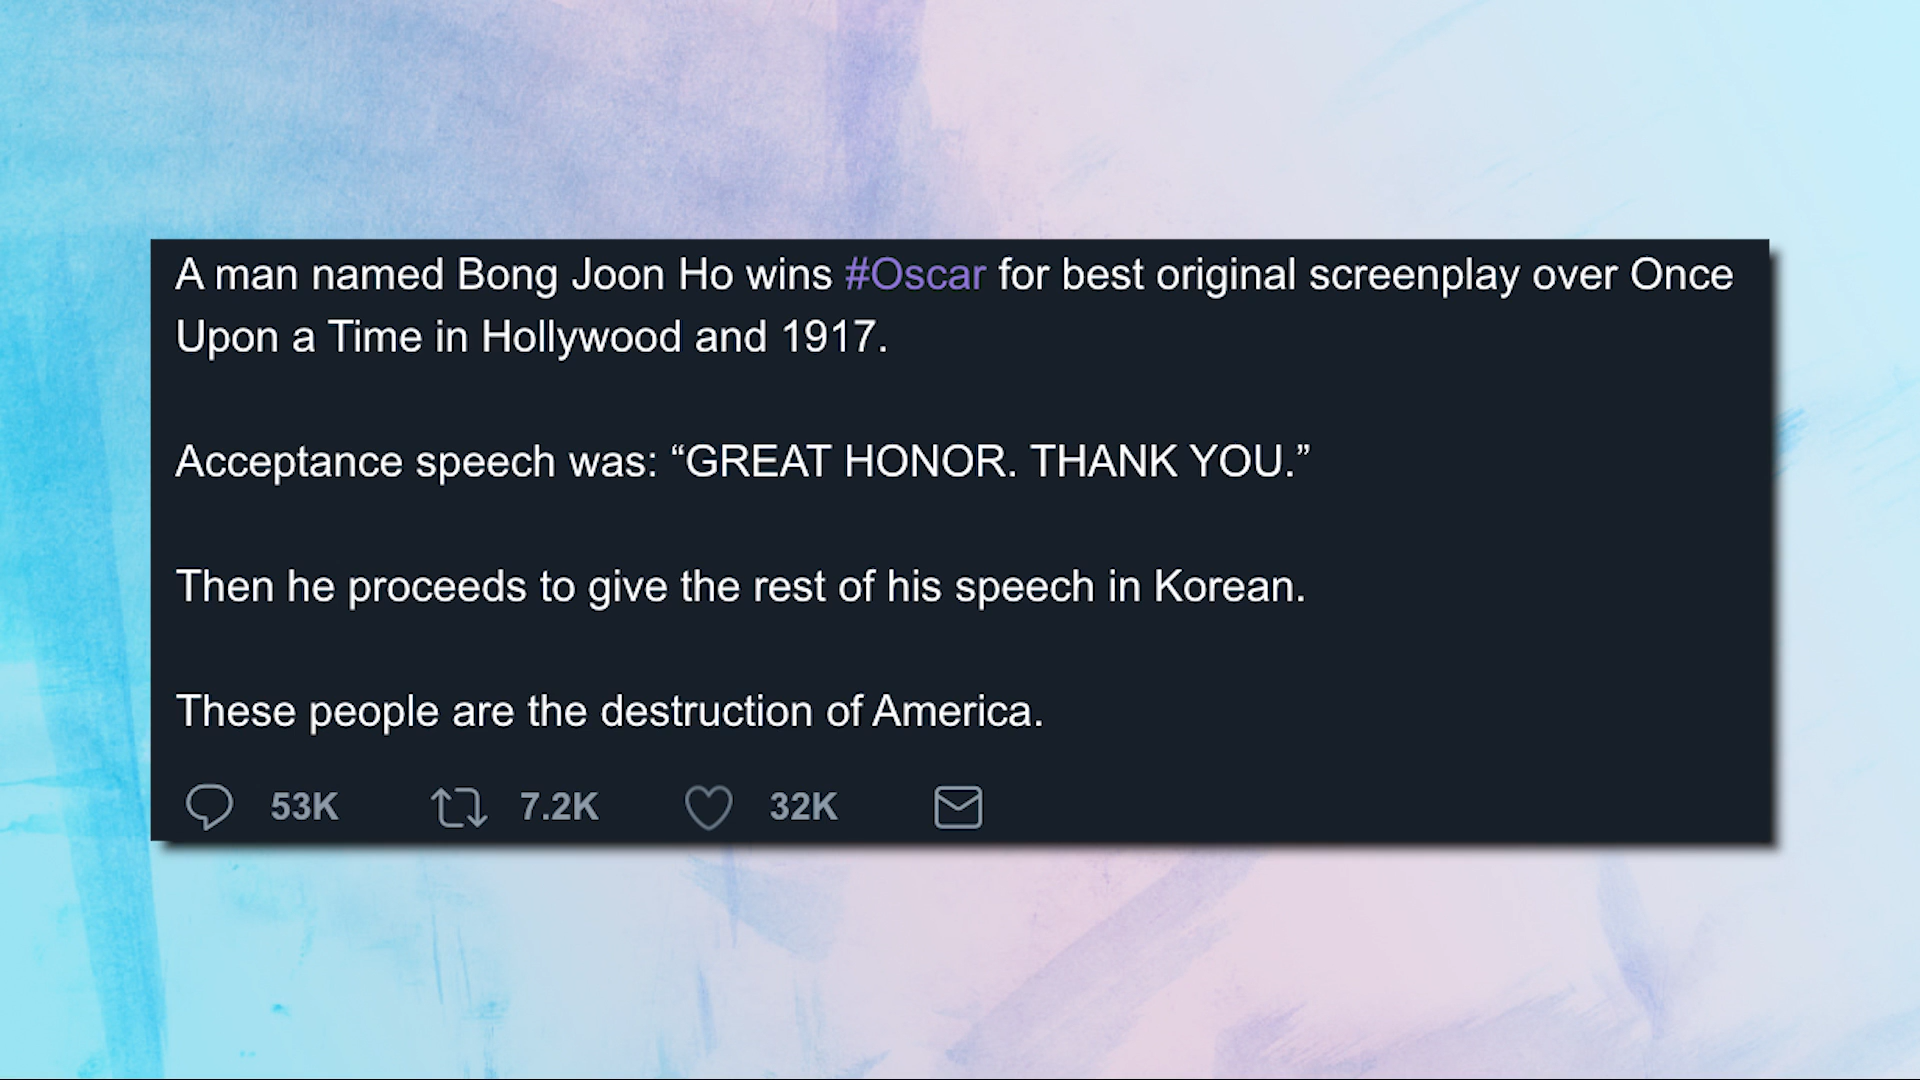 A man named Bong Joon Ho wins #Oscar for best original screenplay over Once
Upon a Time in Hollywood and 1917.
Acceptance speech was: “GREAT HONOR. THANK YOU.”
Then he proceeds to give the rest of his speech in Korean.
These people are the destruction of America.
53K 7.2K 32K